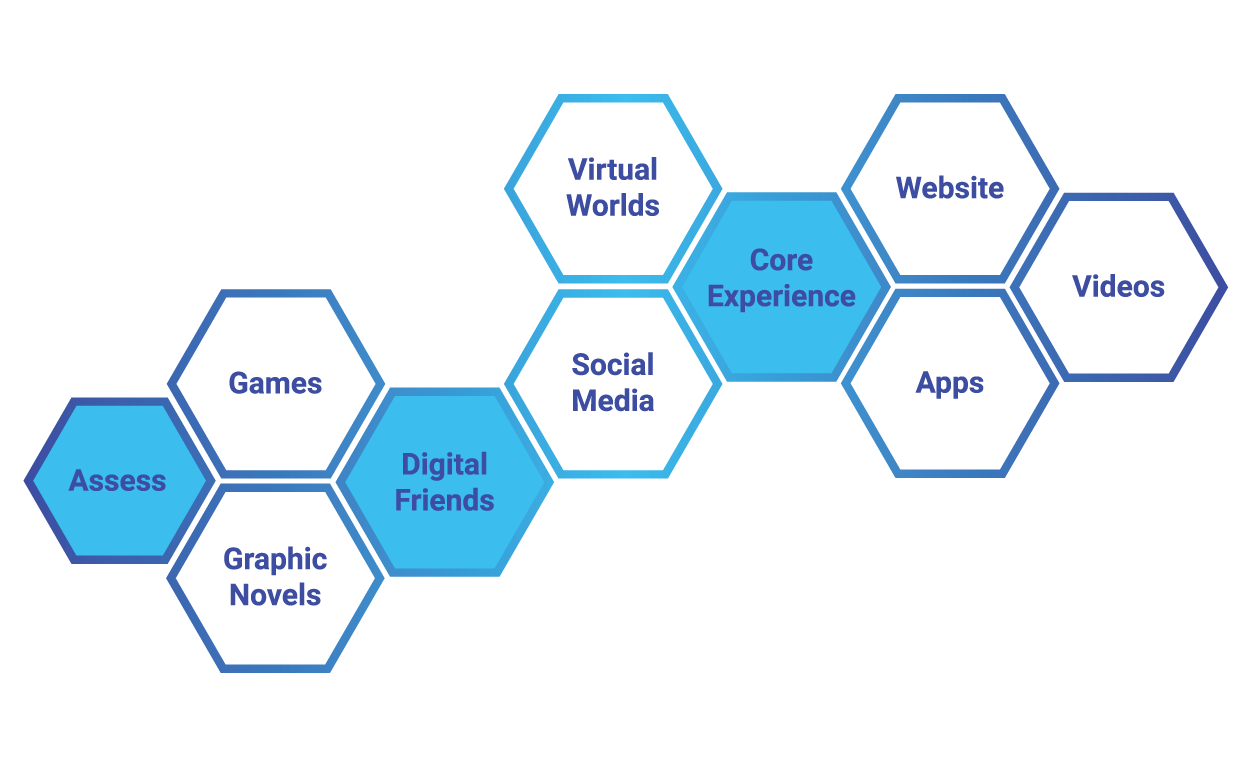 Virtual
Worlds
Website
Core
Experience
Videos
Social
Media
Apps
Games
Digital
Friends
Assess
Graphic
Novels